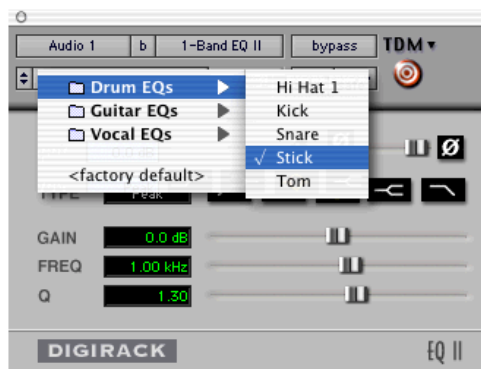 Audio 1 b 1-Band EQ II bypass TDM
Drum EQs Hi Hat 1
Guitar EQs Kick
Vocal EQs Snare
✓ Stick
<factory default> Tom
TYPE Peak
GAIN 0.0 dB
FREQ 1.00 kHz
Q 1.30
DIGIRACK EQ II